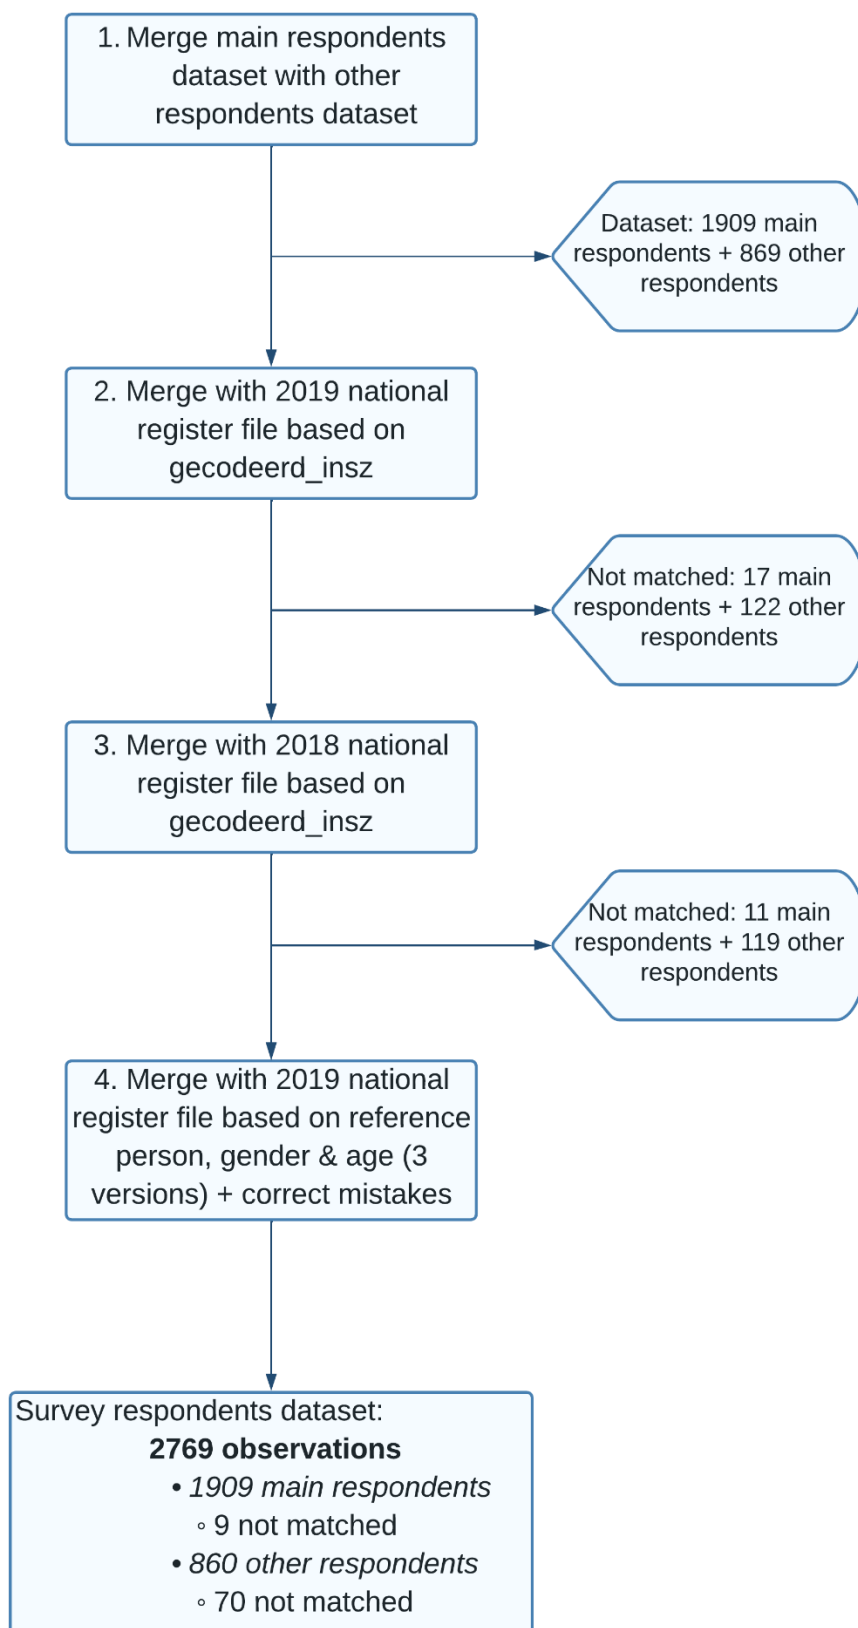 1. Merge main respondents
dataset with other
respondents dataset
Dataset: 1909 main
respondents + 869 other
respondents
2. Merge with 2019 national
register file based on
gecodeerd_insz
Not matched: 17 main
respondents + 122 other
respondents
3. Merge with 2018 national
register file based on
gecodeerd_insz
Not matched: 11 main
respondents + 119 other
respondents
4. Merge with 2019 national
register file based on reference
person, gender & age (3
versions) + correct mistakes
Survey respondents dataset:
2769 observations
• 1909 main respondents
◦ 9 not matched
• 860 other respondents
◦ 70 not matched